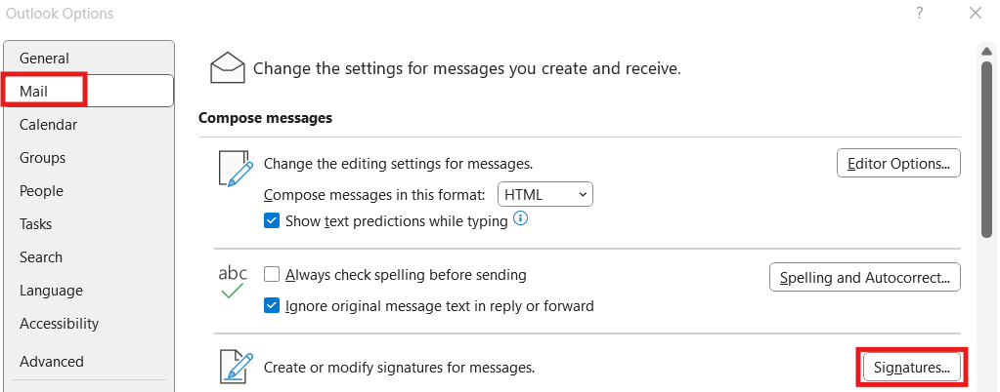 Outlook Options
?
General
Mail
Calendar
Groups
People
Tasks
Search
Language
Accessibility
Advanced
Change the settings for messages you create and receive.
Compose messages
Change the editing settings for messages.
Editor Options...
Compose messages in this format: HTML
Show text predictions while typing
abc
Always check spelling before sending
Spelling and Autocorrect...
Ignore original message text in reply or forward
Create or modify signatures for messages.
Signatures...